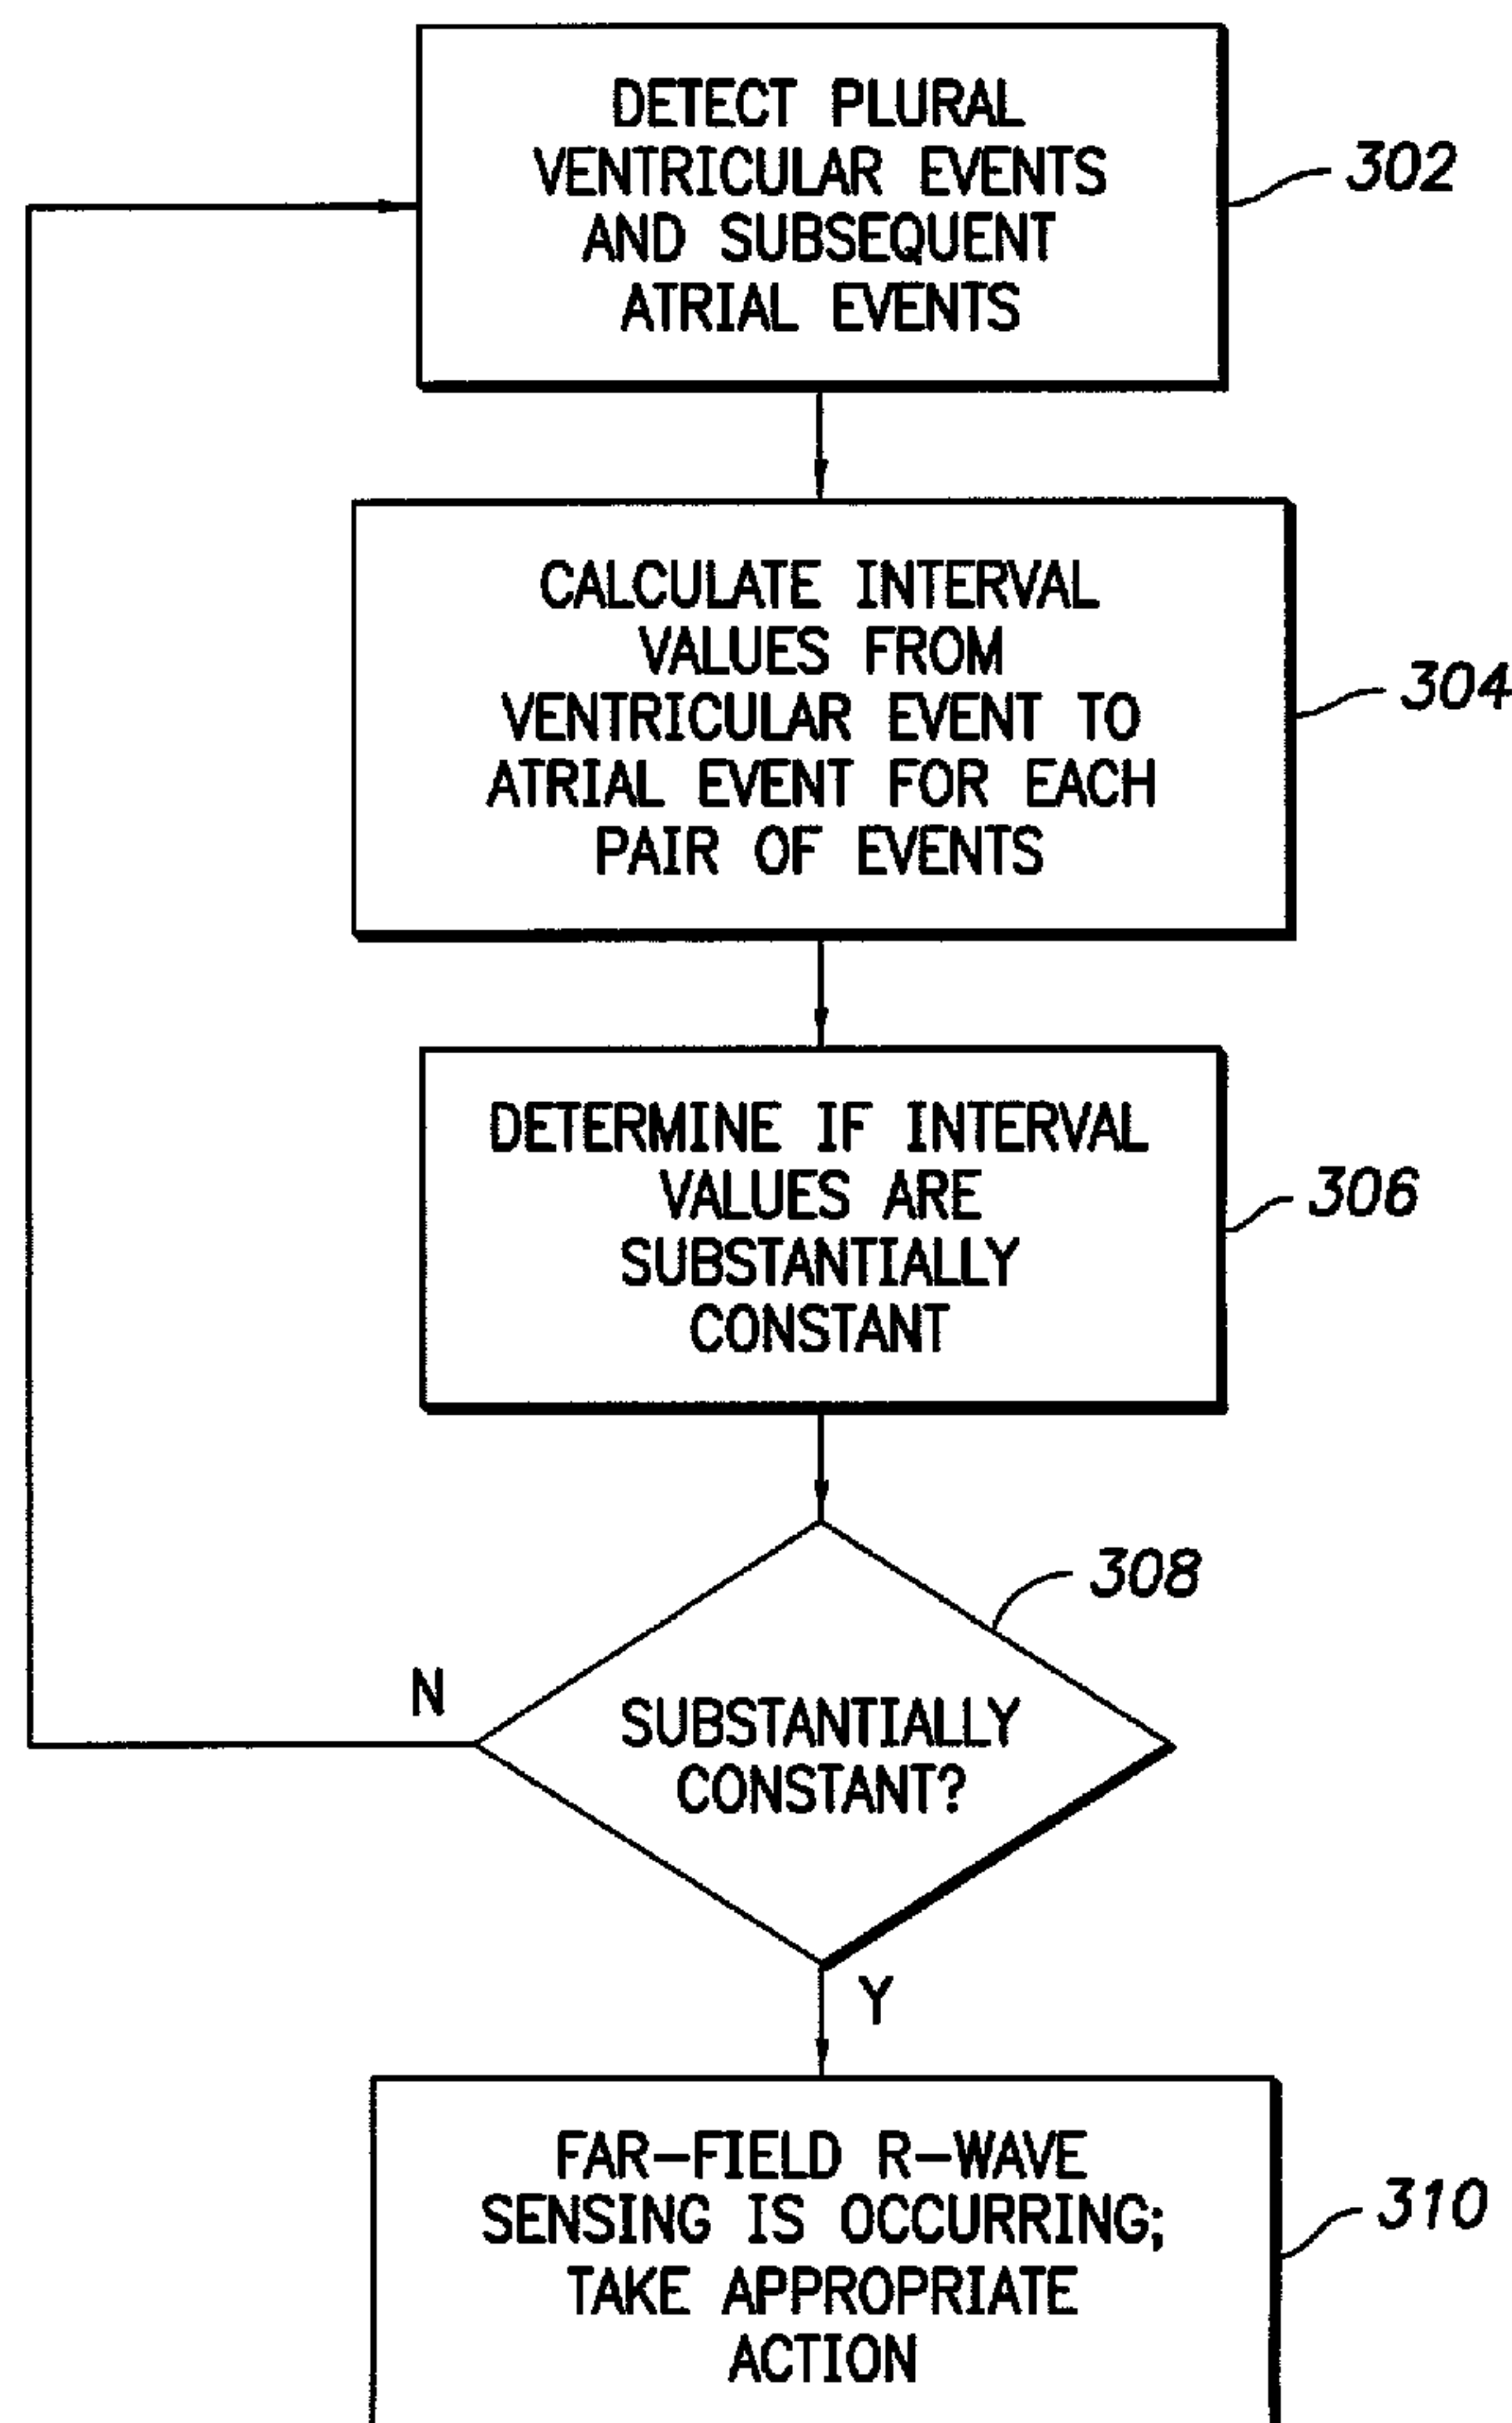 DETECT PLURAL
VENTRICULAR EVENTS
AND SUBSEQUENT
ATRIAL EVENTS
302
CALCULATE INTERVAL
VALUES FROM
VENTRICULAR EVENT TO
ATRIAL EVENT FOR EACH
PAIR OF EVENTS
304
DETERMINE IF INTERVAL
VALUES ARE
SUBSTANTIALLY
CONSTANT
306
308
N
SUBSTANTIALLY
CONSTANT?
Y
FAR-FIELD R-WAVE
SENSING IS OCCURRING;
TAKE APPROPRIATE
ACTION
310